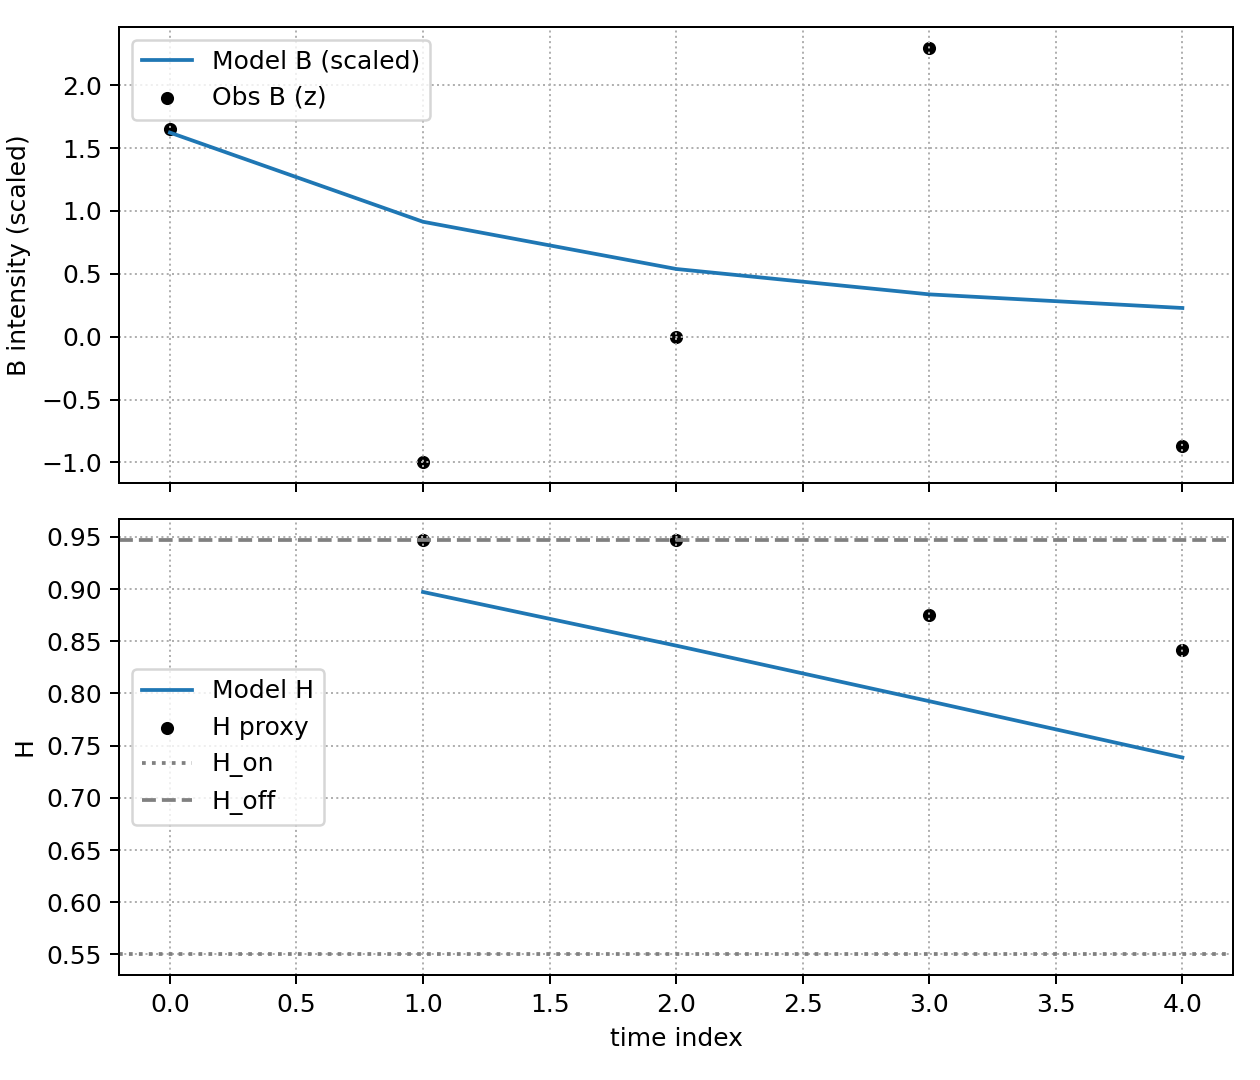 B intensity (scaled)
2.0
1.5
1.0
0.5
0.0
−0.5
−1.0
Model B (scaled)
Obs B (z)
H
0.95
0.90
0.85
0.80
0.75
0.70
0.65
0.60
0.55
Model H
H proxy
H_on
H_off
0.0 0.5 1.0 1.5 2.0 2.5 3.0 3.5 4.0
time index